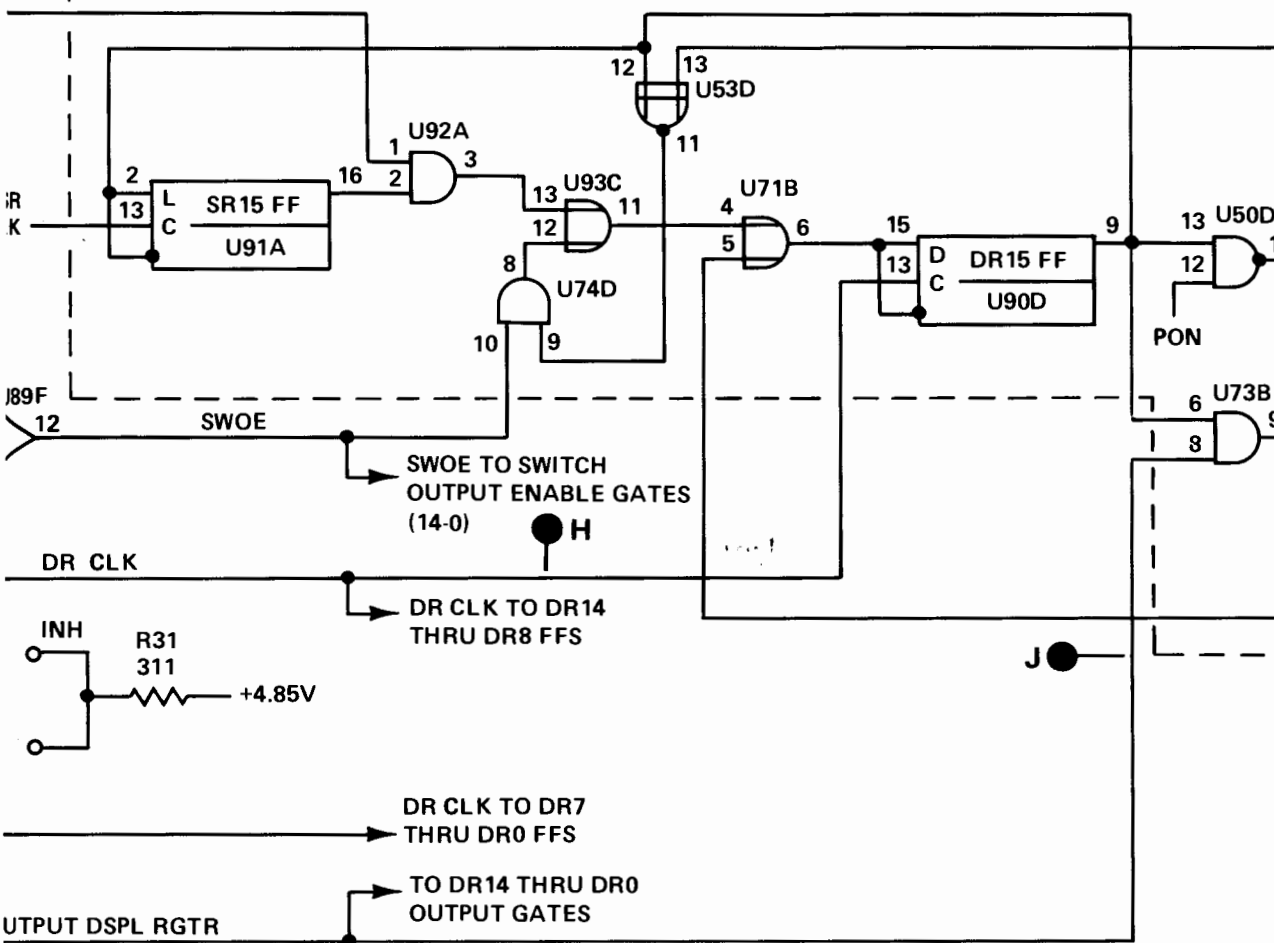 12 13
U53D
11
U92A
1
2
3
2
16
L
SR15 FF
13
C
U91A
U93C
13
12
11
U71B
4
5
6
8
U74D
10
9
15
D
DR15 FF
13
C
U90D
9
13
U50D
12
PON
U73B
6
8
12
SWOE
SWOE TO SWITCH
OUTPUT ENABLE GATES
(14-0)
H
DR CLK
DR CLK TO DR14
THRU DR8 FFS
INH
R31
311
+4.85V
J
DR CLK TO DR7
THRU DR0 FFS
TO DR14 THRU DR0
OUTPUT GATES
UTPUT DSPL RGTR